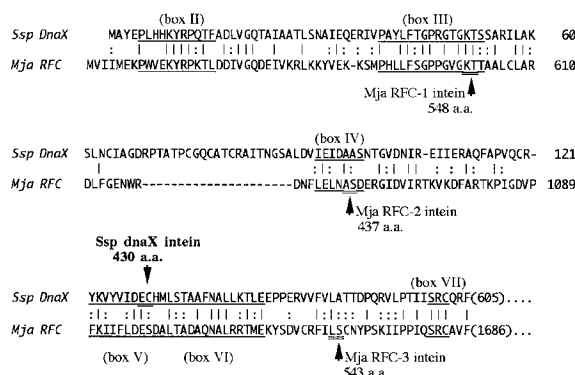 (box II) (box III)
Ssp DnaX MAYEPLHHKYRPQTFADLVGQTAIAATLSNAIEQERIVPAYLFTGPRGTGKTSSARILAK 60
Mja RFC MVIIMEKPWVEKYRPKTLDDIVGQDEIVKRLKKYVEK-KSMPHLLFSGPPGVGKTTAALCLAR 610
Mja RFC-1 intein
548 a.a.
(box IV)
Ssp DnaX SLNCIAGDRPTATPCGQCATCRAITNGSALDVIEIDAASNTGVDNIR-EIIERAQFAPVQCR- 121
Mja RFC DLFGENWR----------------DNFLELNASDERGIDVIRTKVKDFARTKPIGDVP 1089
Mja RFC-2 intein
437 a.a.
Ssp dnaX intein
430 a.a.
(box VII)
Ssp DnaX YKVYVIDECHMLSTAAFNALLKTLEEPPERVVFVLATTDPQRVLPTIISRCQRF(605)....
Mja RFC FKIIFLDESDALTADAQNALRRTMEKYSDVCRFILSCNYPSKIIPPIQSRCAVF(1686)....
(box V) (box VI)
Mja RFC-3 intein
543 a.a.